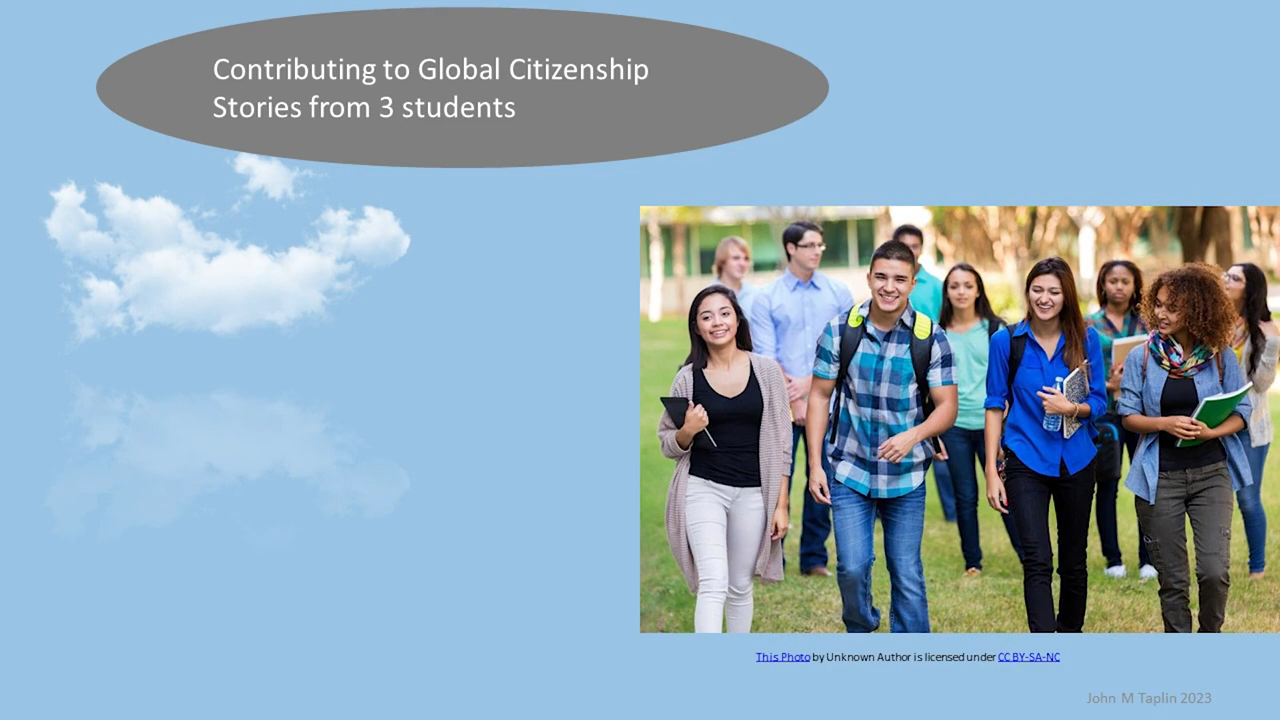 Contributing to Global Citizenship
Stories from 3 students
This Photo by Unknown Author is licensed under CC BY-SA-NC
John M Taplin 2023